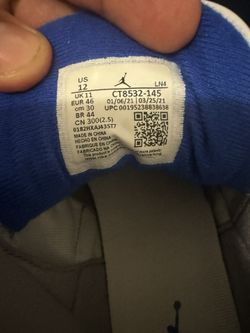 US
12
LN4
UK 11
EUR 46
cm 30
BR 44
CN 300(2.5)
CT8532-145
01/06/21 03/25/21
UPC 00195238838638
MADE IN CHINA
HECHO EN CHINA
FABRIQUE EN CHINE